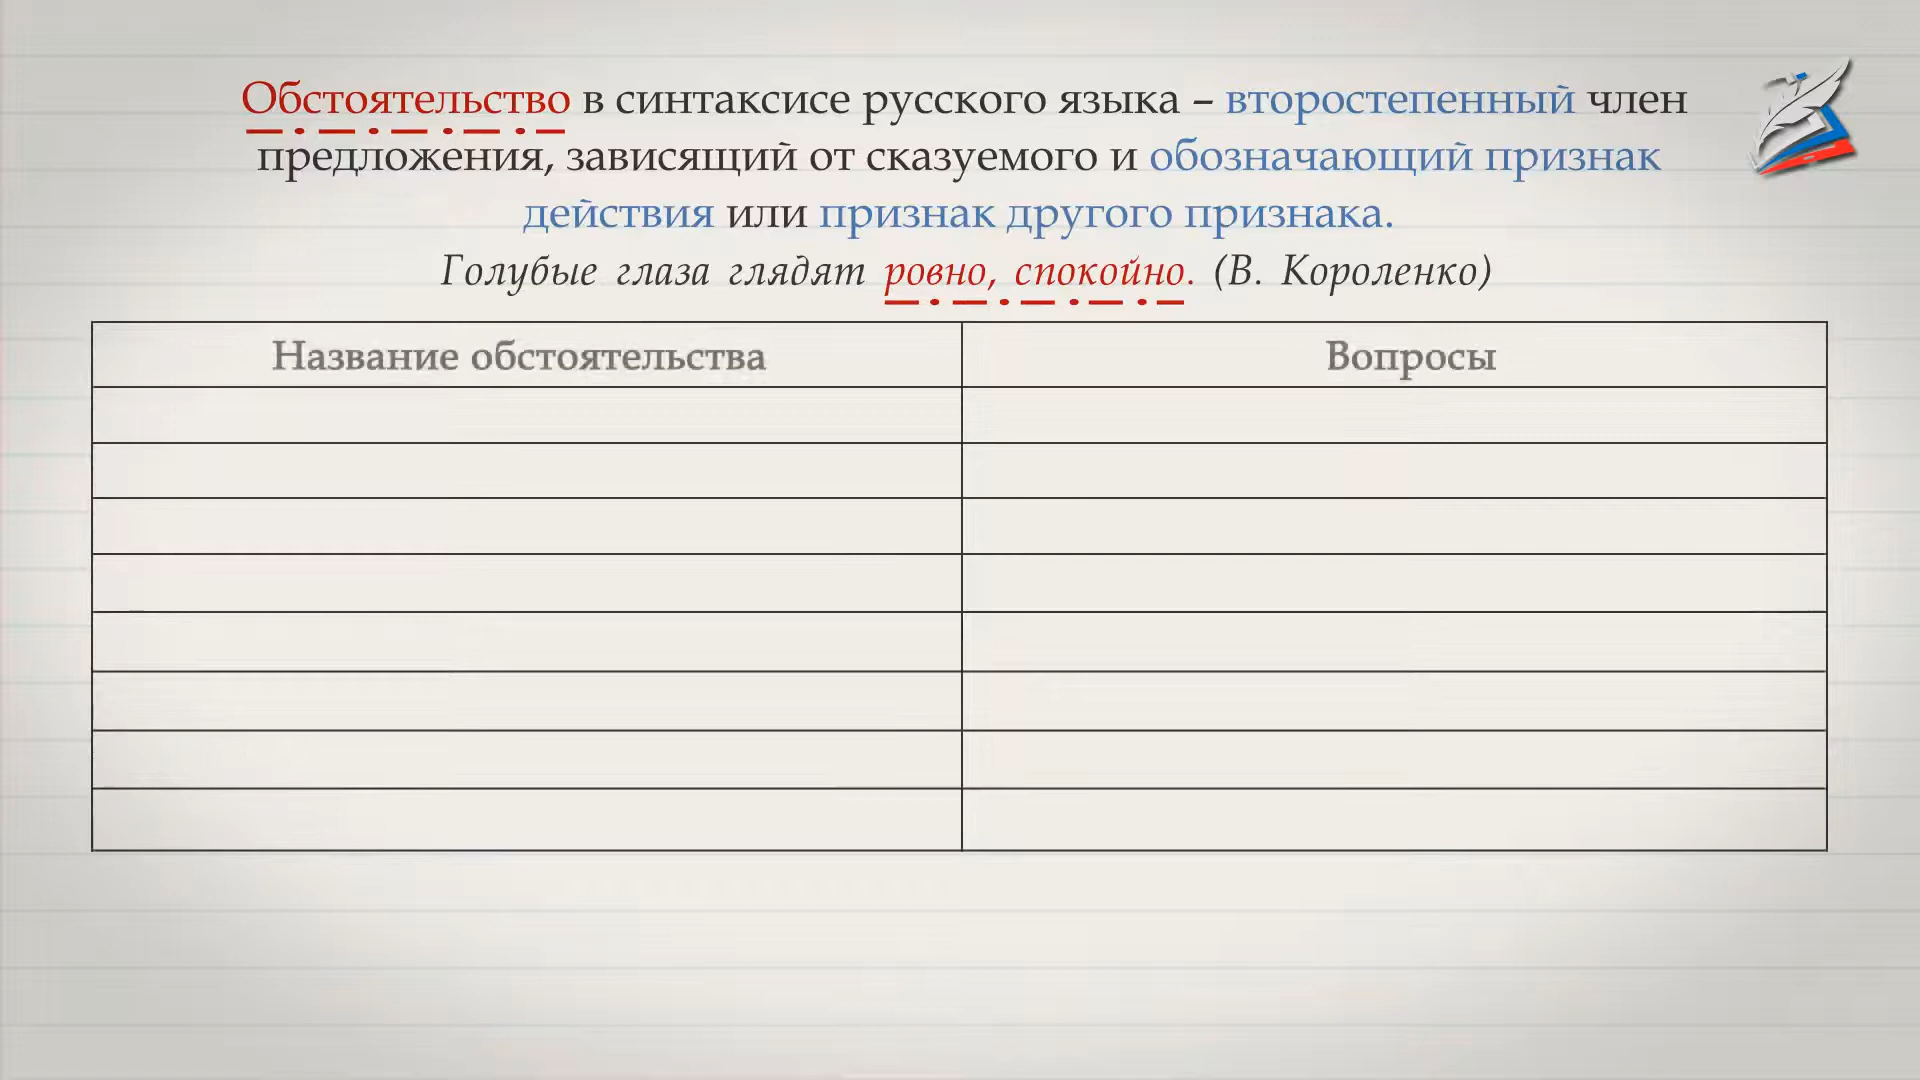 Обстоятельство в синтаксисе русского языка – второстепенный член
предложения, зависящий от сказуемого и обозначающий признак
действия или признак другого признака.
Голубые глаза глядят ровно, спокойно. (В. Короленко)
Название обстоятельства
Вопросы